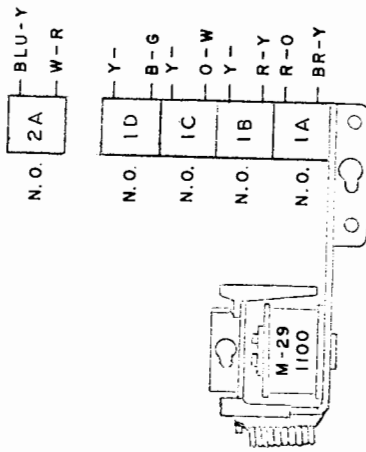 N.O. 2A BLU-Y
W-R
N.O. 1D Y-
B-G
N.O. 1C Y-
O-W
N.O. 1B Y-
R-Y
N.O. 1A R-O
BR-Y
M-29
1100